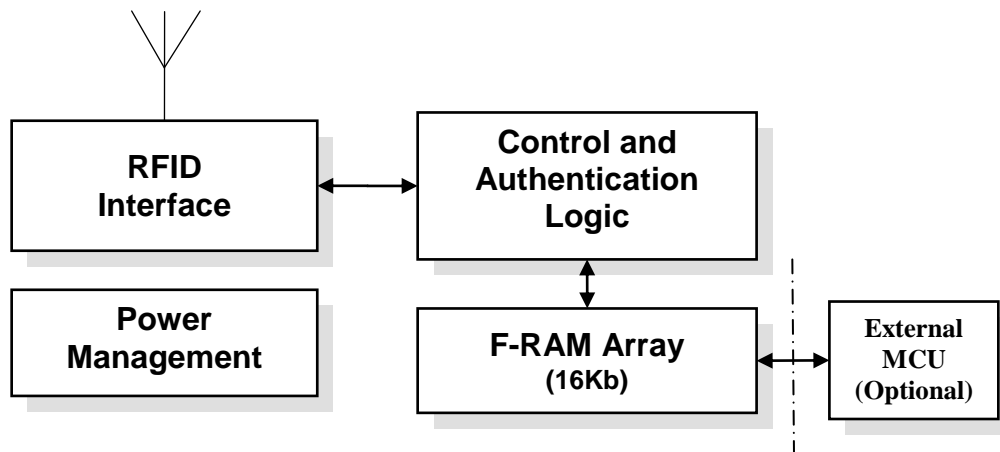 RFID
Interface
Control and
Authentication
Logic
Power
Management
F-RAM Array
(16Kb)
External
MCU
(Optional)